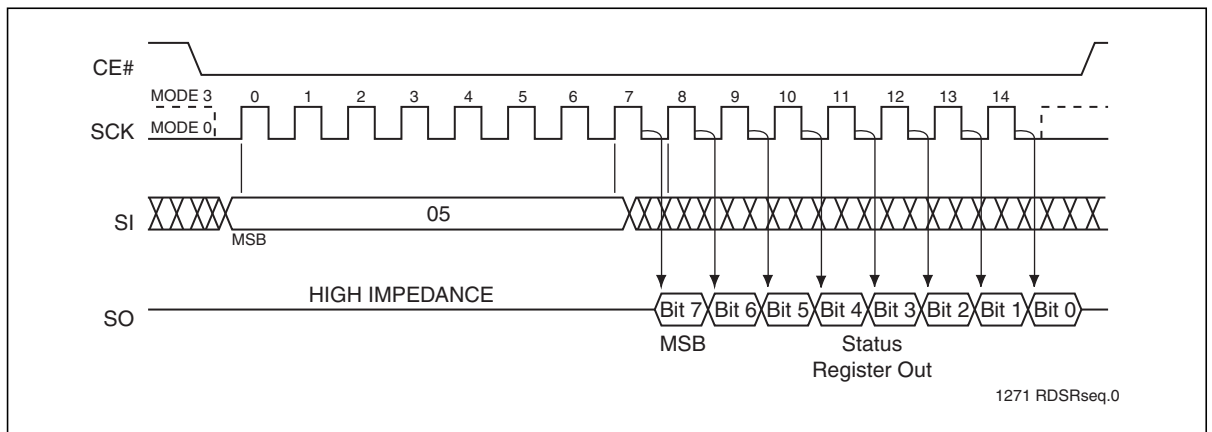 CE#
MODE 3 0 1 2 3 4 5 6 7 8 9 10 11 12 13 14
SCK MODE 0
SI 05
MSB
HIGH IMPEDANCE
SO Bit 7 Bit 6 Bit 5 Bit 4 Bit 3 Bit 2 Bit 1 Bit 0
MSB Status
Register Out
1271 RDSRseq.0